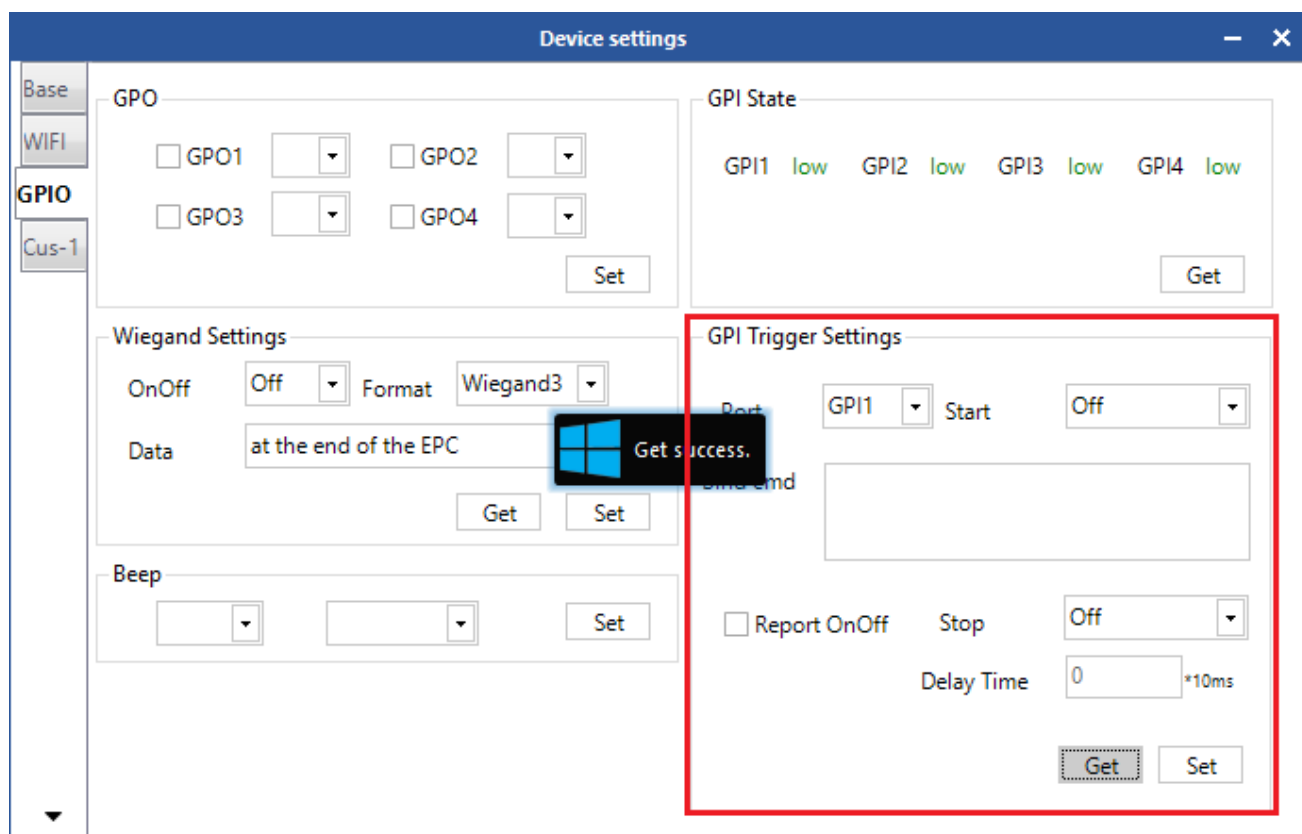 Device settings
Base
WIFI
GPIO
Cus-1
GPO
GPO1
GPO2
GPO3
GPO4
Set
GPI State
GPI1 low GPI2 low GPI3 low GPI4 low
Get
Wiegand Settings
OnOff Off Format Wiegand3
Data at the end of the EPC
Get Set
Get success.
Beep
Set
GPI Trigger Settings
Port GPI1 Start Off
cmd
Report OnOff Stop Off
Delay Time 0 *10ms
Get Set